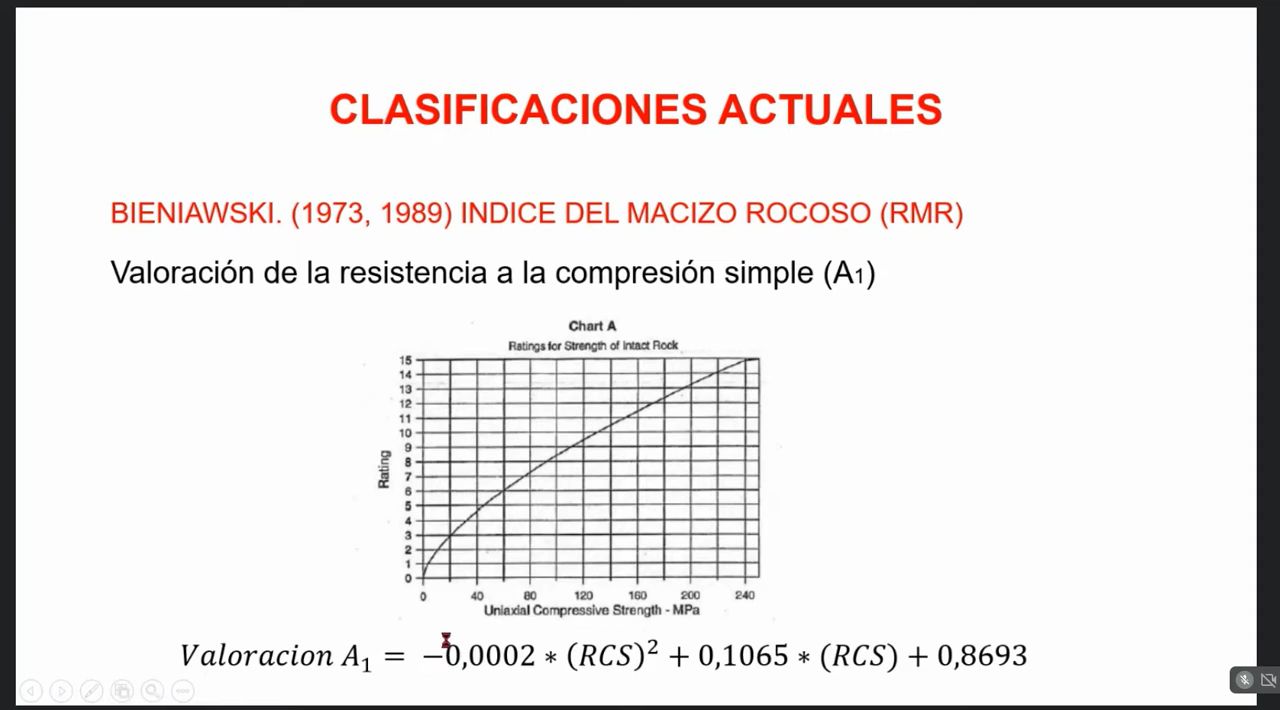 CLASIFICACIONES ACTUALES
BIENIAWSKI. (1973, 1989) INDICE DEL MACIZO ROCOSO (RMR)
Valoración de la resistencia a la compresión simple (A₁)
Chart A
Ratings for Strength of Intact Rock
15
14
13
12
11
10
9
8
7
6
5
4
3
2
1
0
Rating
0 40 80 120 160 200 240
Uniaxial Compressive Strength - MPa
Valoracion A₁ = −0,0002 ∗ (RCS)² + 0,1065 ∗ (RCS) + 0,8693